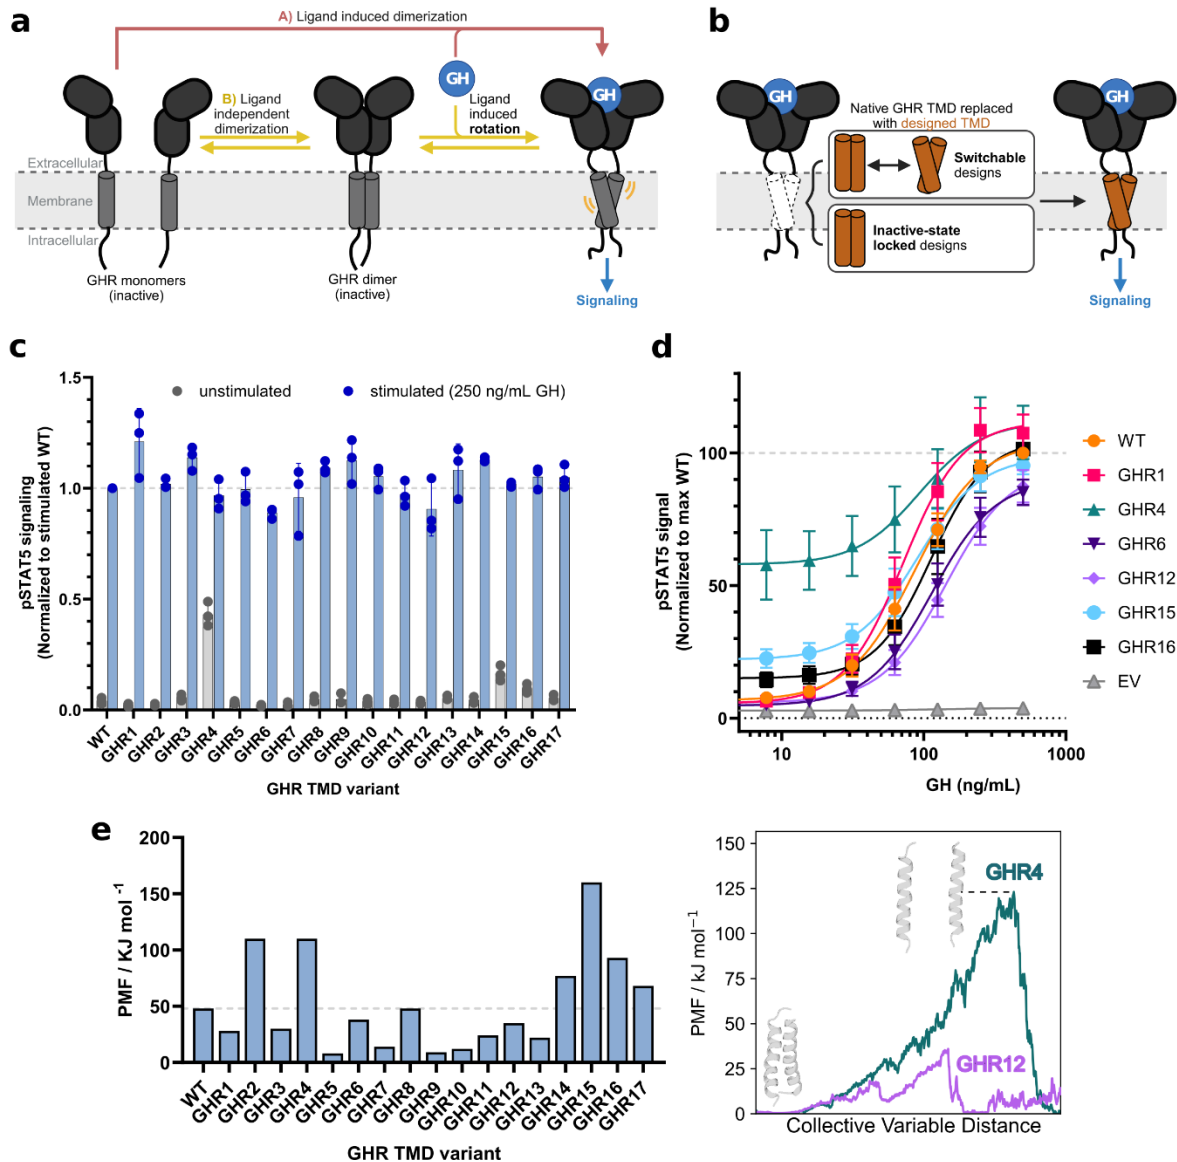 a
A) Ligand induced dimerization
GH
B) Ligand
independent
dimerization
Ligand
induced
rotation
GH
Extracellular
Membrane
Intracellular
GHR monomers
(inactive)
GHR dimer
(inactive)
Signaling
b
GH
Native GHR TMD replaced
with designed TMD
Switchable
designs
Inactive-state
locked designs
GH
Signaling
c
unstimulated
stimulated (250 ng/mL GH)
pSTAT5 signaling
(Normalized to stimulated WT)
1.5
1.0
0.5
0.0
WT
GHR1
GHR2
GHR3
GHR4
GHR5
GHR6
GHR7
GHR8
GHR9
GHR10
GHR11
GHR12
GHR13
GHR14
GHR15
GHR16
GHR17
GHR TMD variant
d
pSTAT5 signal
(Normalized to max WT)
100
50
0
10
100
1000
GH (ng/mL)
WT
GHR1
GHR4
GHR6
GHR12
GHR15
GHR16
EV
e
PMF / KJ mol -1
200
150
100
50
0
WT
GHR1
GHR2
GHR3
GHR4
GHR5
GHR6
GHR7
GHR8
GHR9
GHR10
GHR11
GHR12
GHR13
GHR14
GHR15
GHR16
GHR17
GHR TMD variant
PMF / kJ mol−1
150
125
100
75
50
25
0
GHR4
GHR12
Collective Variable Distance